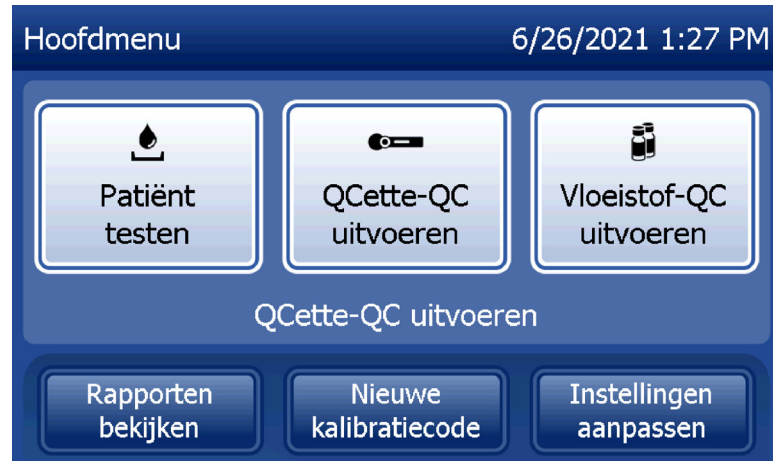 Hoofdmenu 6/26/2021 1:27 PM
Patiënt
testen
QCette-QC
uitvoeren
Vloeistof-QC
uitvoeren
QCette-QC uitvoeren
Rapporten
bekijken
Nieuwe
kalibratiecode
Instellingen
aanpassen